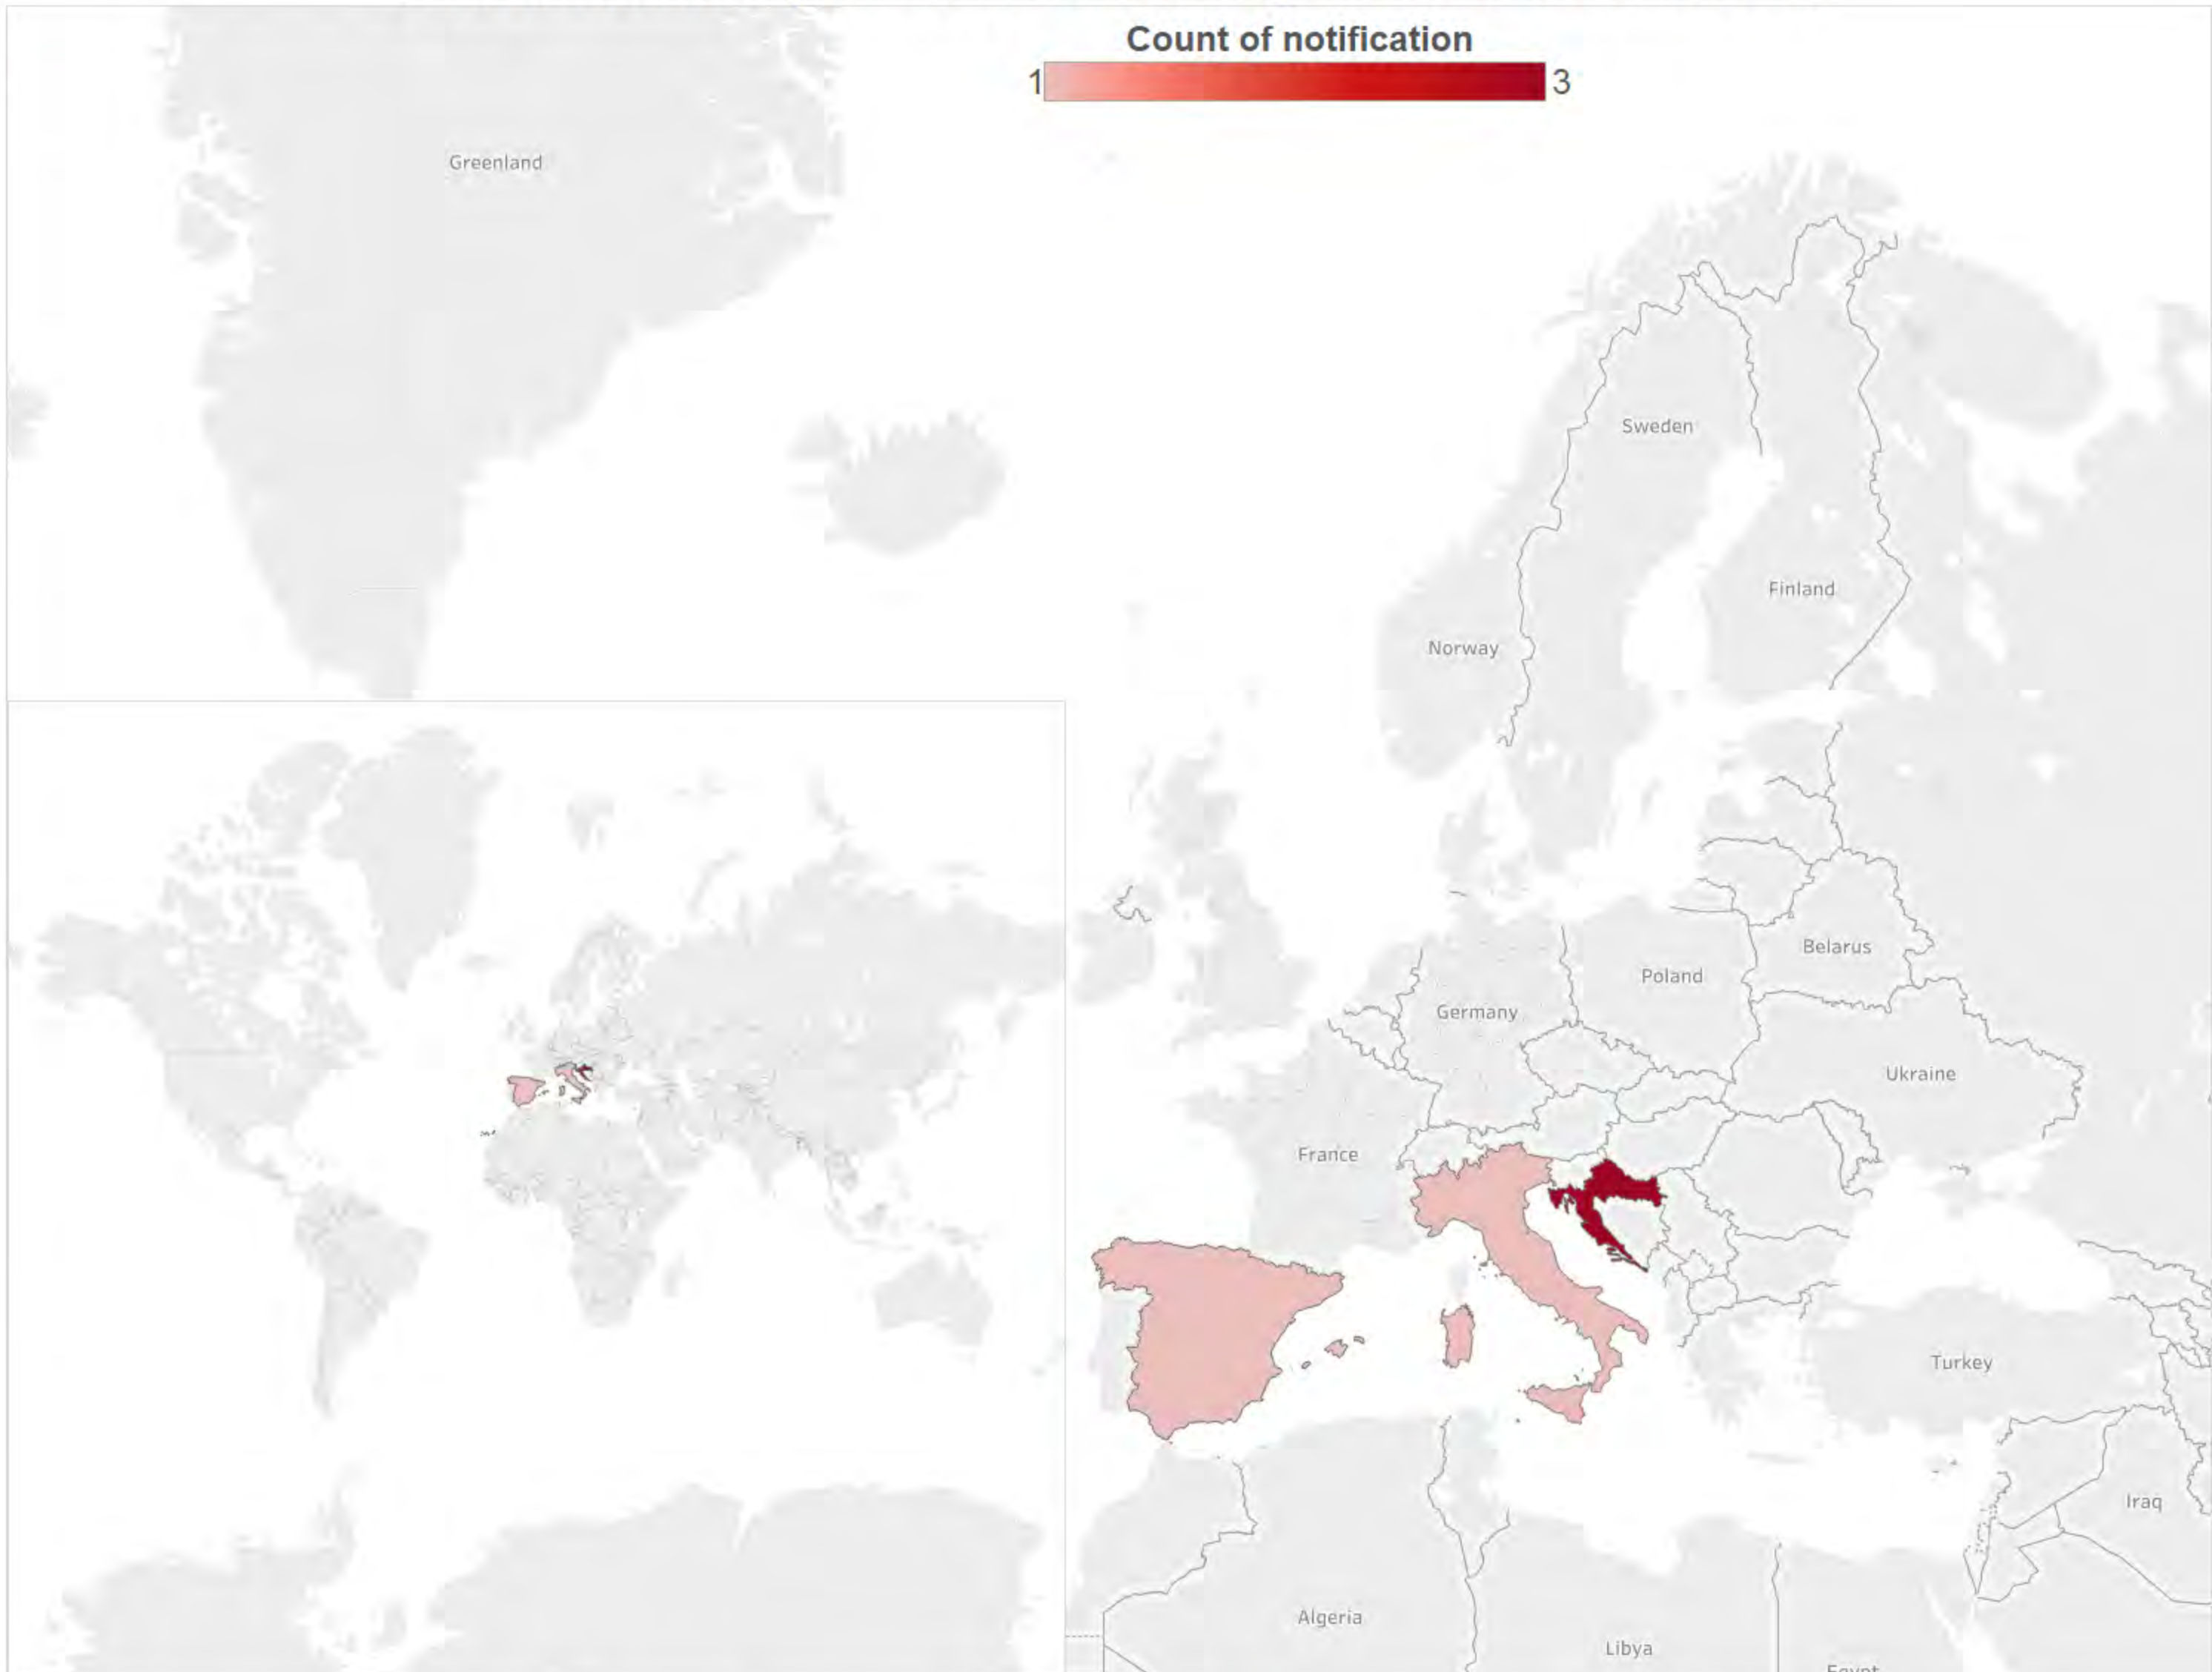 Count of notification
1 3
Greenland
Sweden
Finland
Norway
Belarus
Poland
Germany
Ukraine
France
Turkey
Iraq
Algeria
Libya